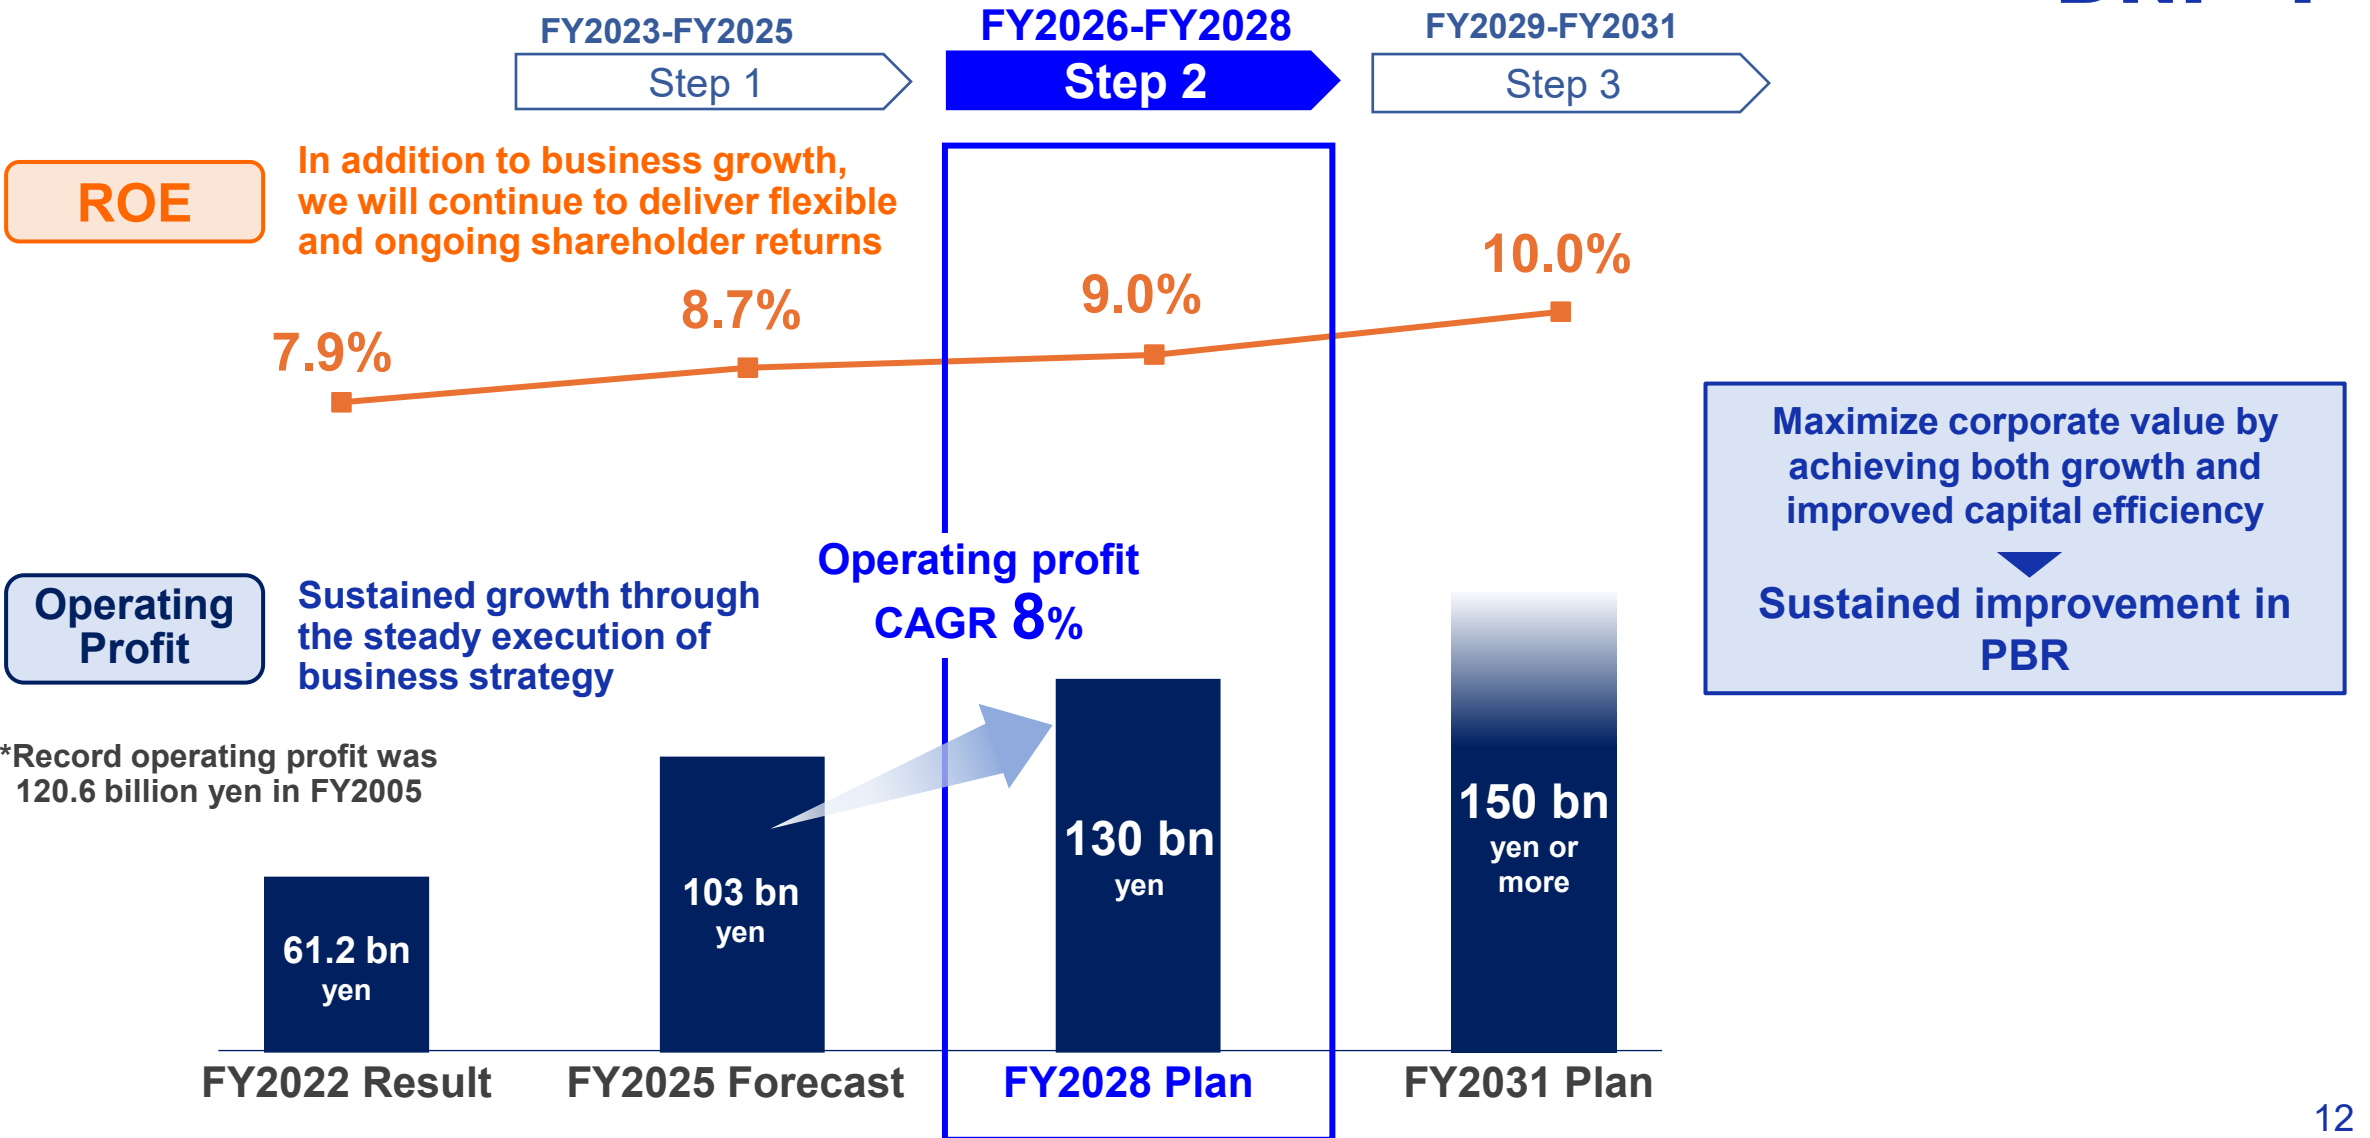 FY2023-FY2025
Step 1
FY2026-FY2028
Step 2
FY2029-FY2031
Step 3
ROE
In addition to business growth,
we will continue to deliver flexible
and ongoing shareholder returns
7.9%
8.7%
9.0%
10.0%
Maximize corporate value by
achieving both growth and
improved capital efficiency
Sustained improvement in
PBR
Operating
Profit
Sustained growth through
the steady execution of
business strategy
Operating profit
CAGR 8%
*Record operating profit was
120.6 billion yen in FY2005
61.2 bn
yen
103 bn
yen
130 bn
yen
150 bn
yen or
more
FY2022 Result
FY2025 Forecast
FY2028 Plan
FY2031 Plan
12